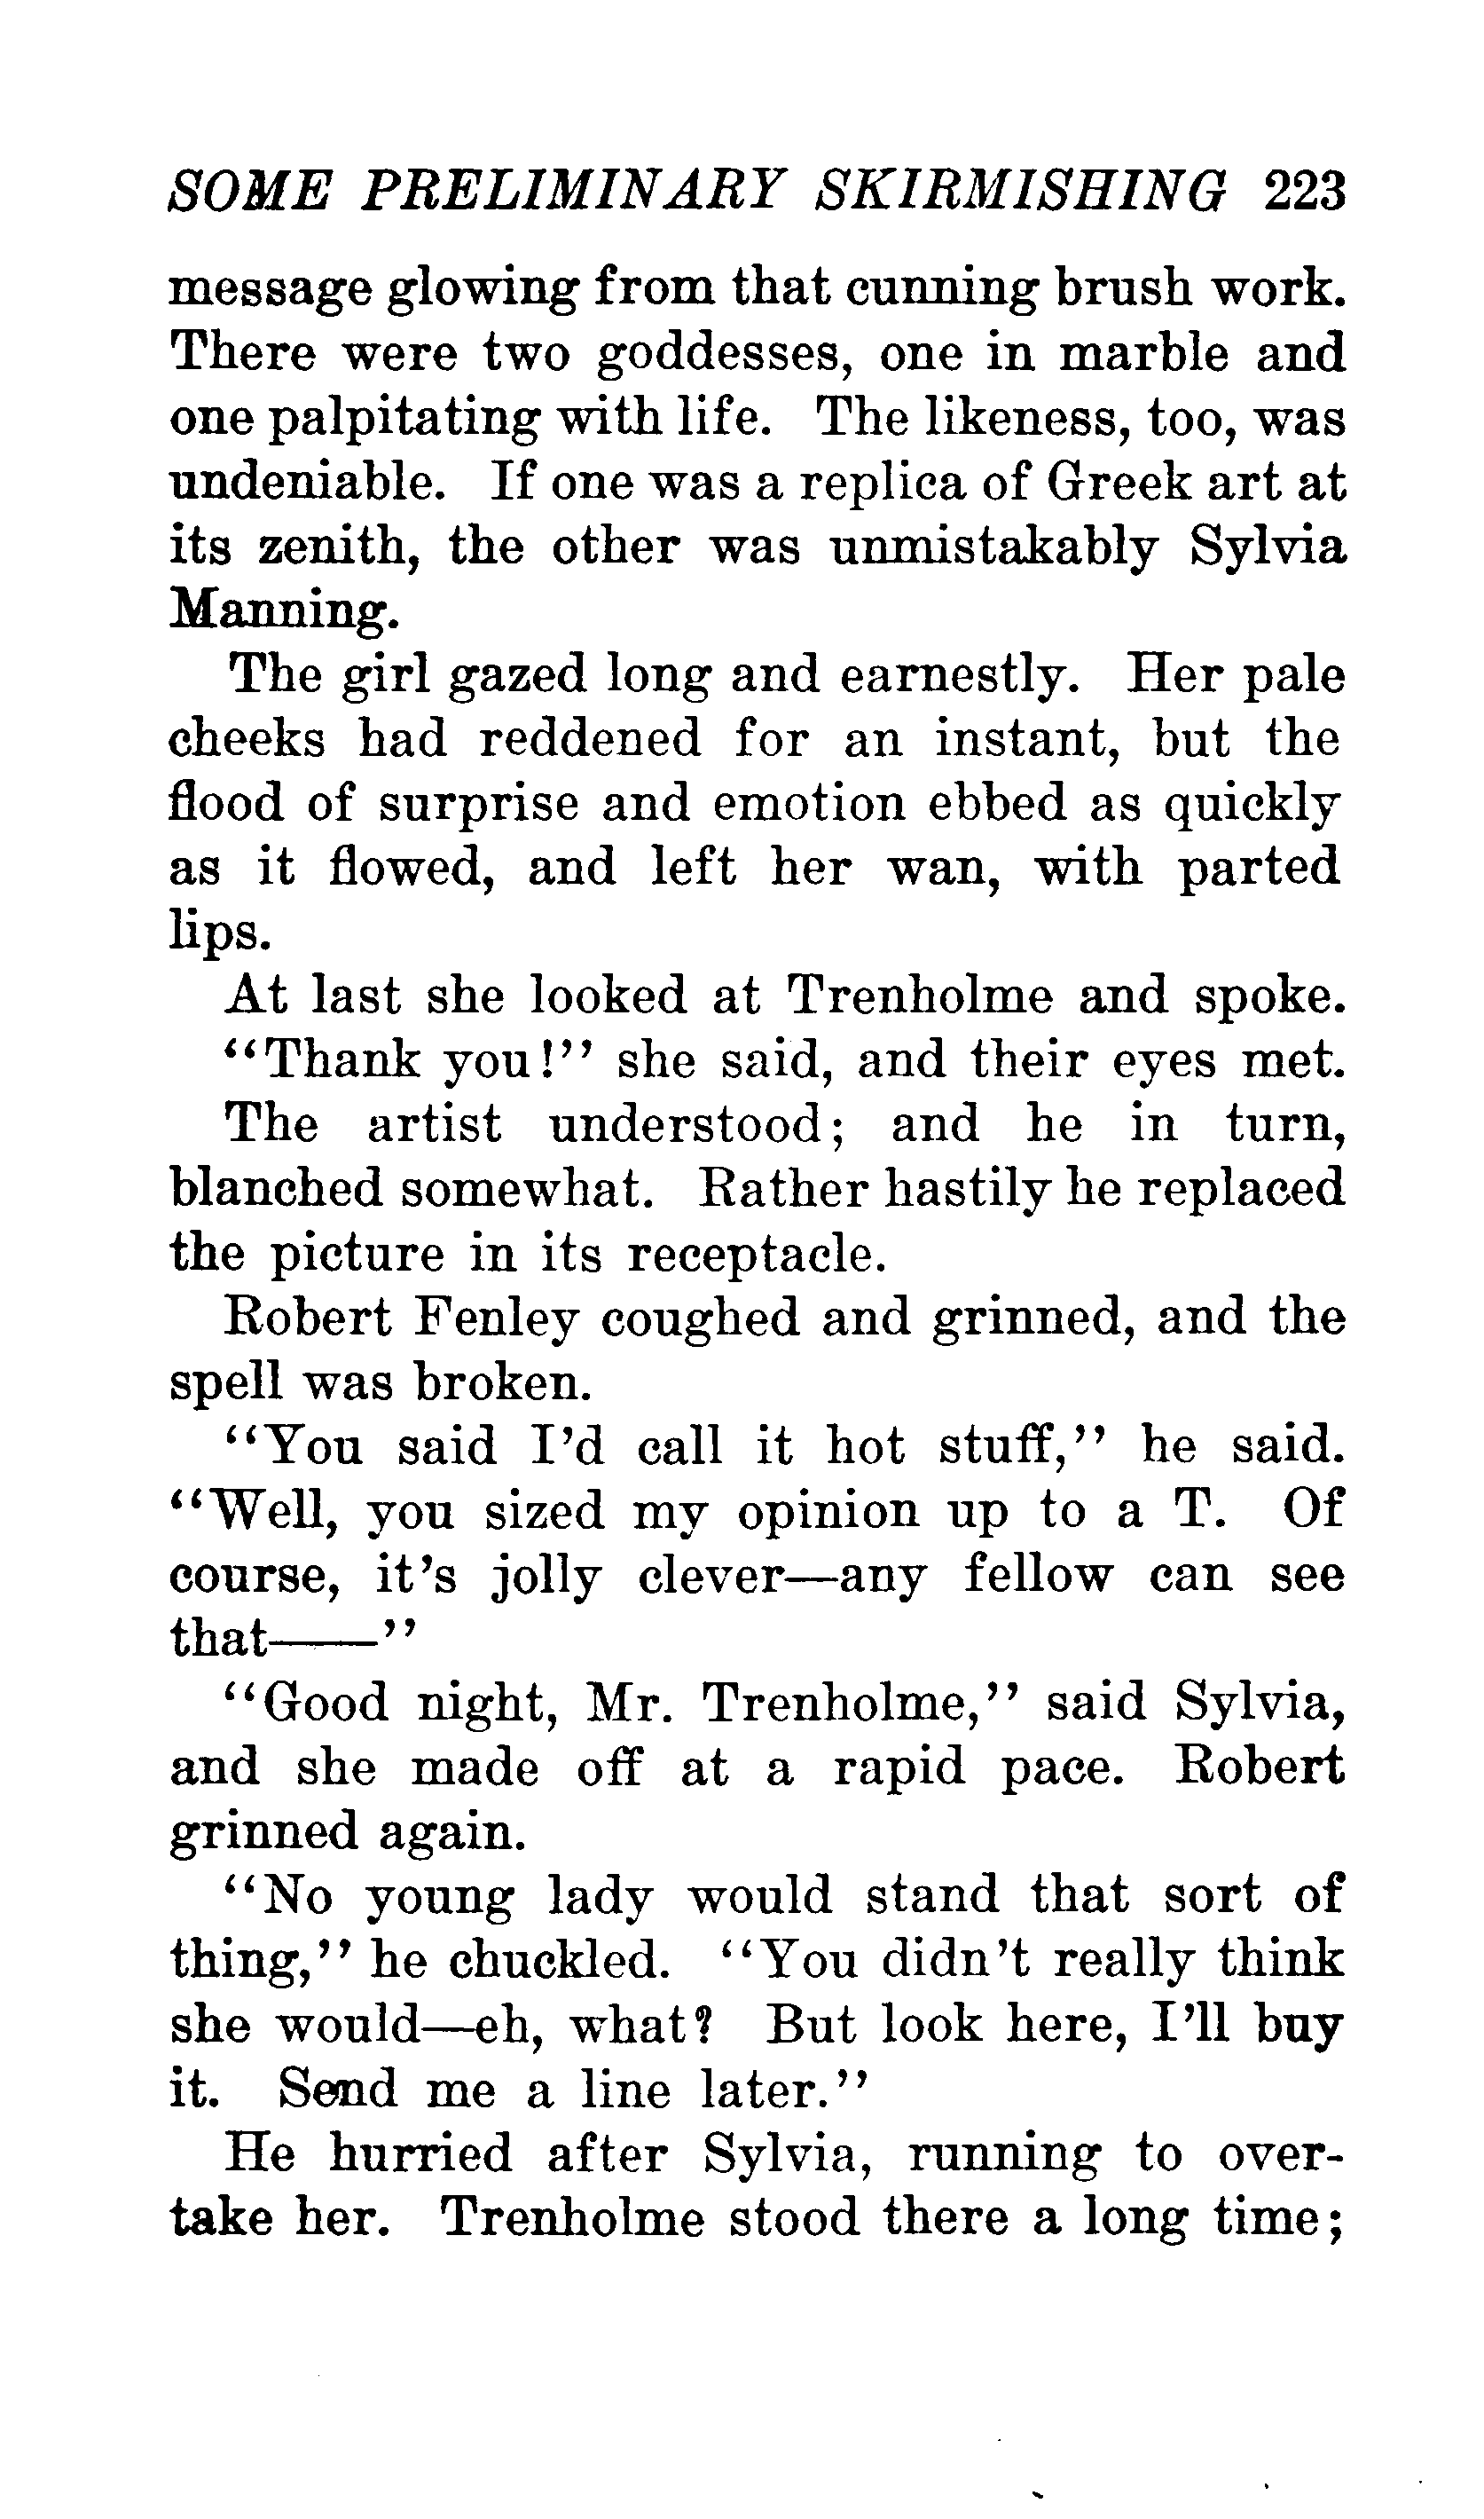 SOME PRELIMINARY SKIRMISHING 223
message glowing from that cunning brush work.
There were two goddesses, one in marble and
one palpitating with life. The likeness, too, was
undeniable. If one was a replica of Greek art at
its zenith, the other was unmistakably Sylvia
Manning.
The girl gazed long and earnestly. Her pale
cheeks had reddened for an instant, but the
flood of surprise and emotion ebbed as quickly
as it flowed, and left her wan, with parted
lips.
At last she looked at Trenholme and spoke.
"Thank you!" she said, and their eyes met.
The artist understood; and he in turn,
blanched somewhat. Rather hastily he replaced
the picture in its receptacle.
Robert Fenley coughed and grinned, and the
spell was broken.
"You said I'd call it hot stuff," he said.
"Well, you sized my opinion up to a T. Of
course, it's jolly clever—any fellow can see
that——"
"Good night, Mr. Trenholme," said Sylvia,
and she made off at a rapid pace. Robert
grinned again.
"No young lady would stand that sort of
thing," he chuckled. "You didn't really think
she would—eh, what? But look here, I'll buy
it. Send me a line later."
He hurried after Sylvia, running to over-
take her. Trenholme stood there a long time;